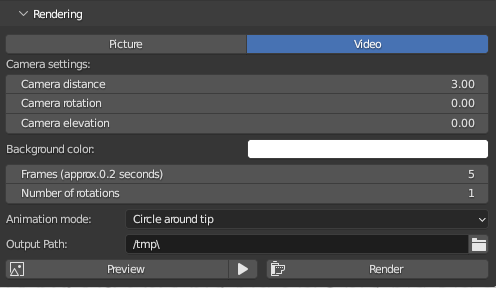 Rendering
Picture Video
Camera settings:
Camera distance 3.00
Camera rotation 0.00
Camera elevation 0.00
Background color:
Frames (approx.0.2 seconds) 5
Number of rotations 1
Animation mode: Circle around tip
Output Path: /tmp\
Preview Render